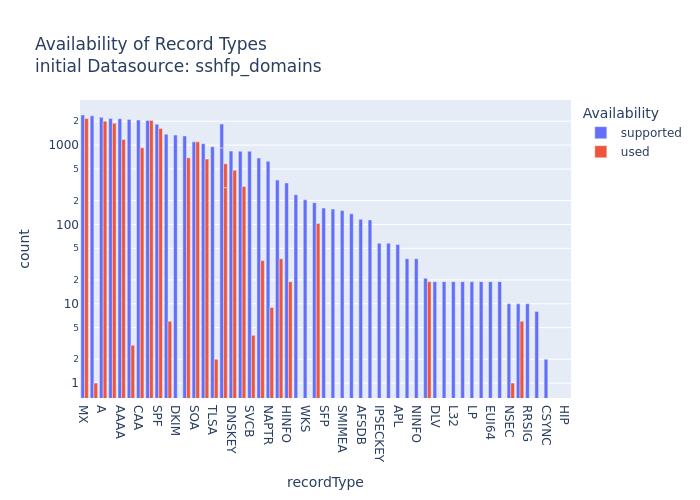 Availability of Record Types
initial Datasource: sshfp_domains
Availability
supported
used
count
2
1000
5
2
100
5
2
10
5
2
1
MX
A
AAAA
CAA
SPF
DKIM
SOA
TLSA
DNSKEY
SVCB
NAPTR
HINFO
WKS
SFP
SMIMEA
AFSDB
IPSECKEY
APL
NINFO
DLV
L32
LP
EUI64
NSEC
RRSIG
CSYNC
HIP
recordType